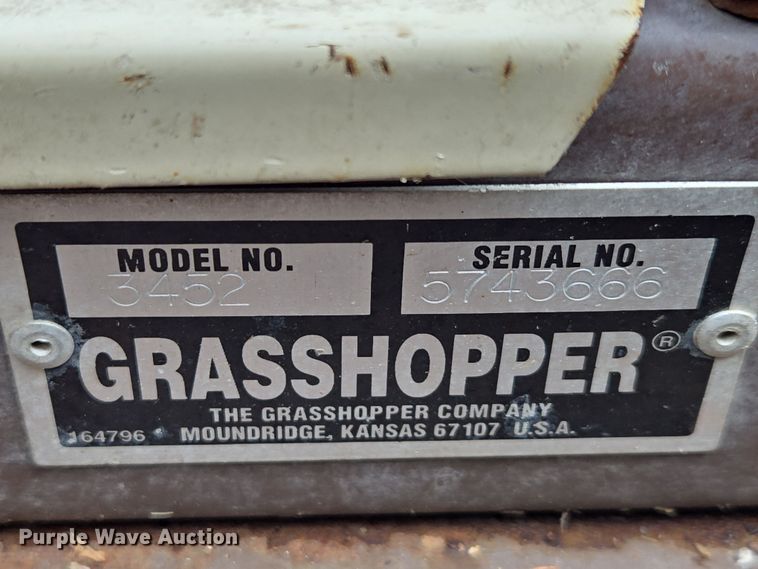 MODEL NO.
3452
SERIAL NO.
5743666
GRASSHOPPER®
THE GRASSHOPPER COMPANY
164796 MOUNDRIDGE, KANSAS 67107 U.S.A.
Purple Wave Auction